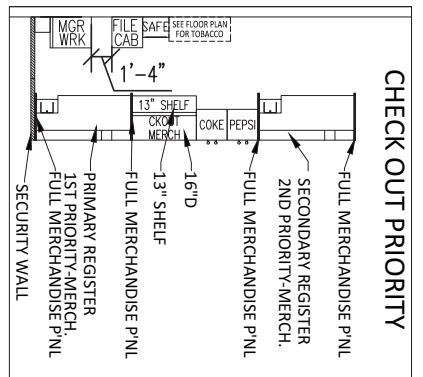 CHECK OUT PRIORITY
MGR
WRK
FILE
CAB
SAFE
SEE FLOOR PLAN
FOR TOBACCO
1'-4"
13" SHELF
CKOUT
MERCH
COKE
PEPSI
FULL MERCHANDISE P'NL
SECONDARY REGISTER
2ND PRIORITY-MERCH.
FULL MERCHANDISE P'NL
16"D
13" SHELF
FULL MERCHANDISE P'NL
PRIMARY REGISTER
1ST PRIORITY-MERCH.
FULL MERCHANDISE P'NL
SECURITY WALL